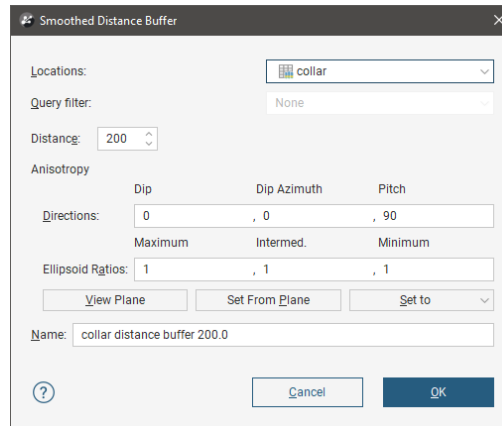 Smoothed Distance Buffer
Locations: collar
Query filter: None
Distance: 200
Anisotropy
Dip Dip Azimuth Pitch
Directions: 0 , 0 , 90
Maximum Intermed. Minimum
Ellipsoid Ratios: 1 , 1 , 1
View Plane Set From Plane Set to
Name: collar distance buffer 200.0
? Cancel OK